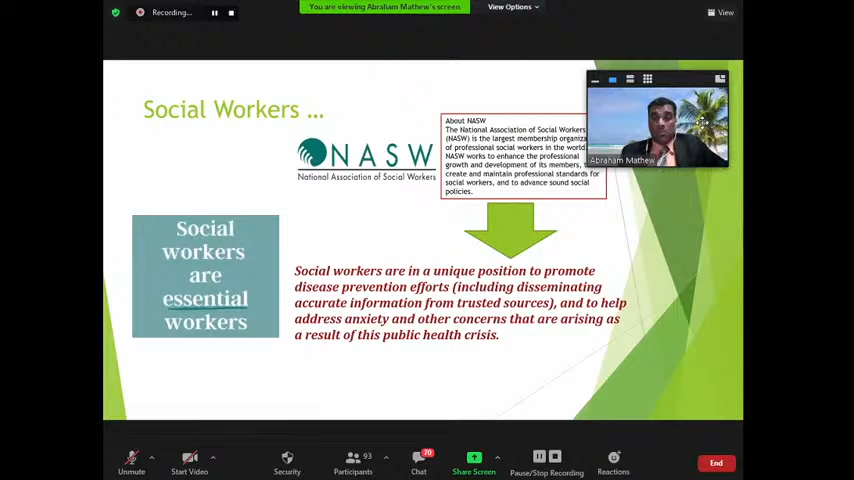 Recording...
You are viewing Abraham Mathew's screen
View Options
View
Social Workers ...
NASW
National Association of Social Workers
About NASW
The National Association of Social Workers
(NASW) is the largest membership organiza
of professional social workers in the world.
NASW works to enhance the professional
growth and development of its members,
create and maintain professional standards for
social workers, and to advance sound social
policies.
Abraham Mathew
Social
workers
are
essential
workers
Social workers are in a unique position to promote
disease prevention efforts (including disseminating
accurate information from trusted sources), and to help
address anxiety and other concerns that are arising as
a result of this public health crisis.
Unmute
Start Video
Security
Participants
93
Chat
70
Share Screen
Pause/Stop Recording
Reactions
End